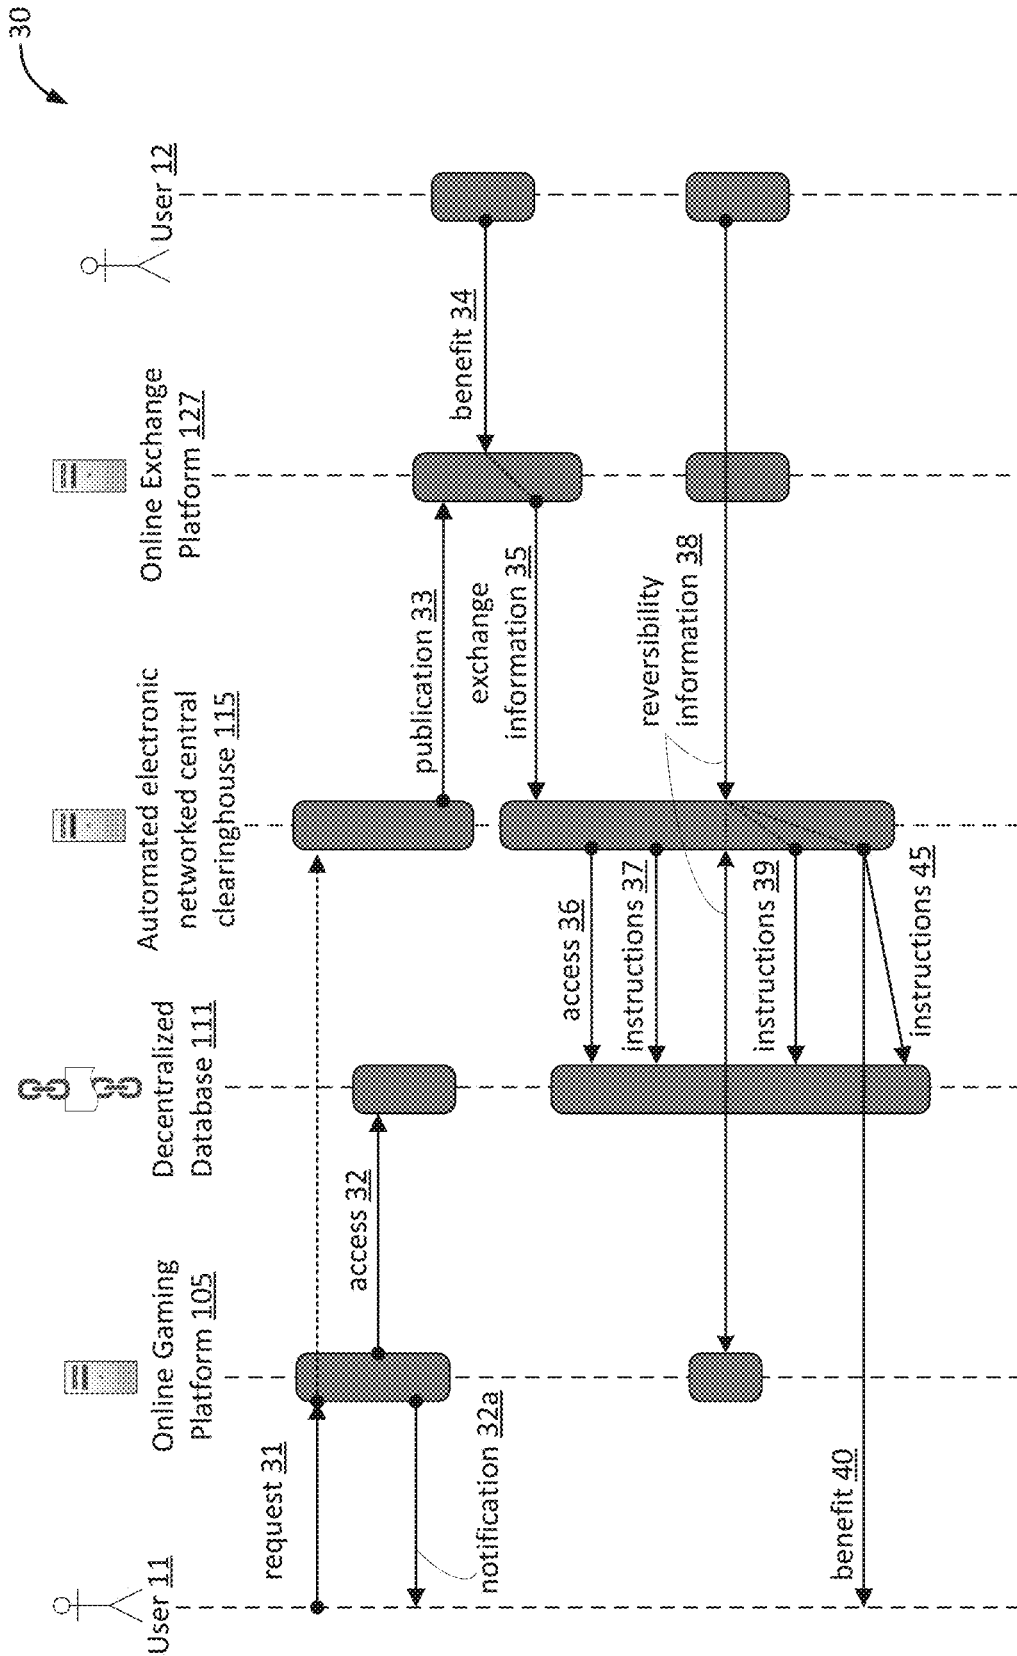 30
User 11
Online Gaming
Platform 105
Decentralized
Database 111
Automated electronic
networked central
clearinghouse 115
Online Exchange
Platform 127
User 12
request 31
access 32
notification 32a
publication 33
benefit 34
exchange
information 35
access 36
instructions 37
reversibility
information 38
instructions 39
benefit 40
instructions 45